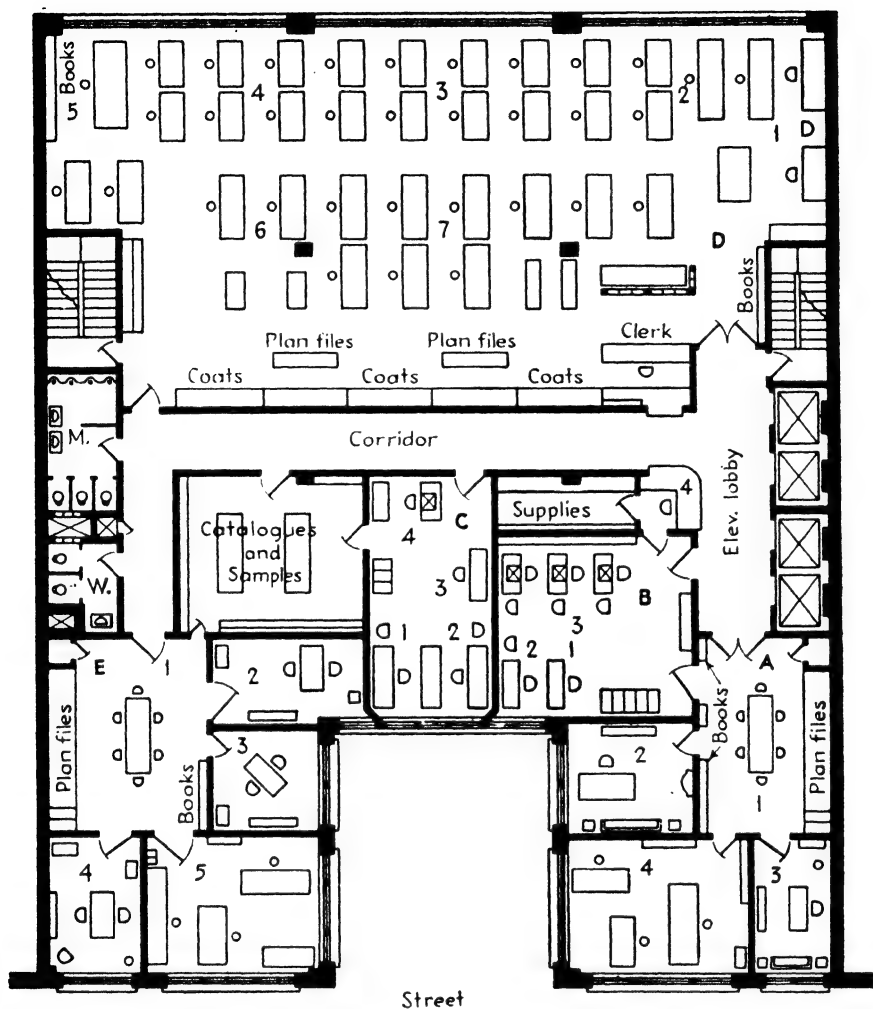 Books
5
4
3
2
1 D
6
7
D
Books
Plan files
Plan files
Clerk
Coats
Coats
Coats
Corridor
M.
Elev. lobby
Catalogues
and
Samples
C
4
Supplies
4
3
1
2
B
3
2
1
W.
E
1
2
A
Books
Plan files
Plan files
3
Books
2
1
4
5
4
3
Street